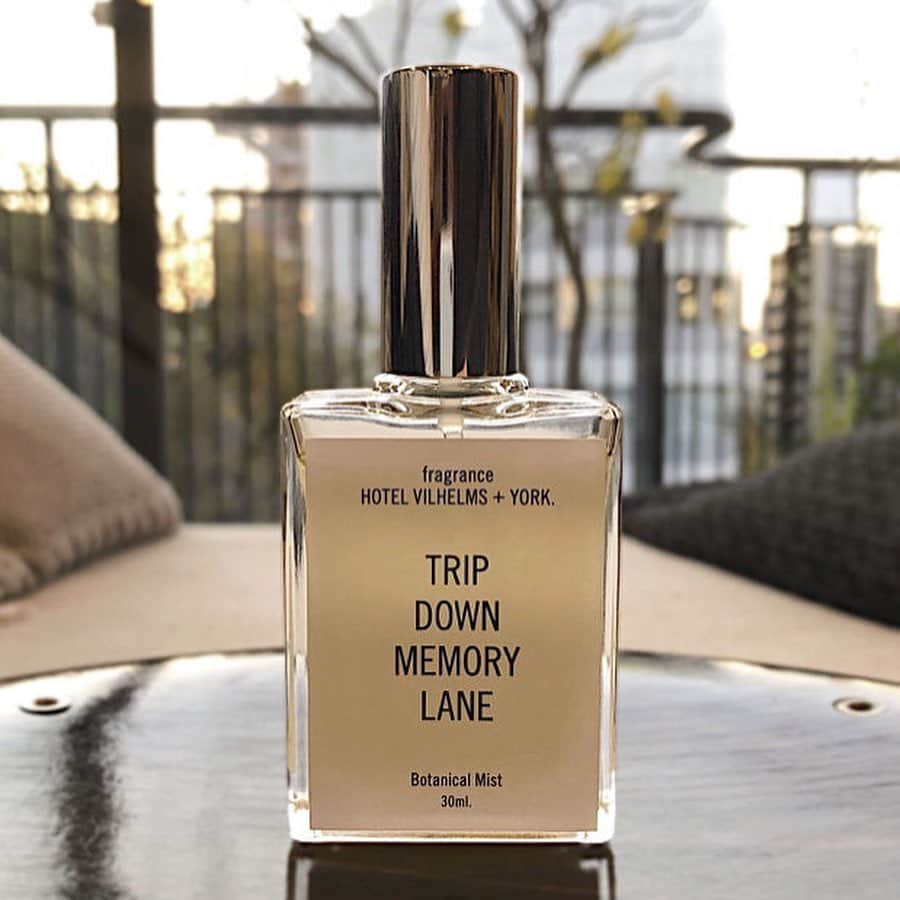 fragrance
HOTEL VILHELMS + YORK.
TRIP
DOWN
MEMORY
LANE
Botanical Mist
30ml.